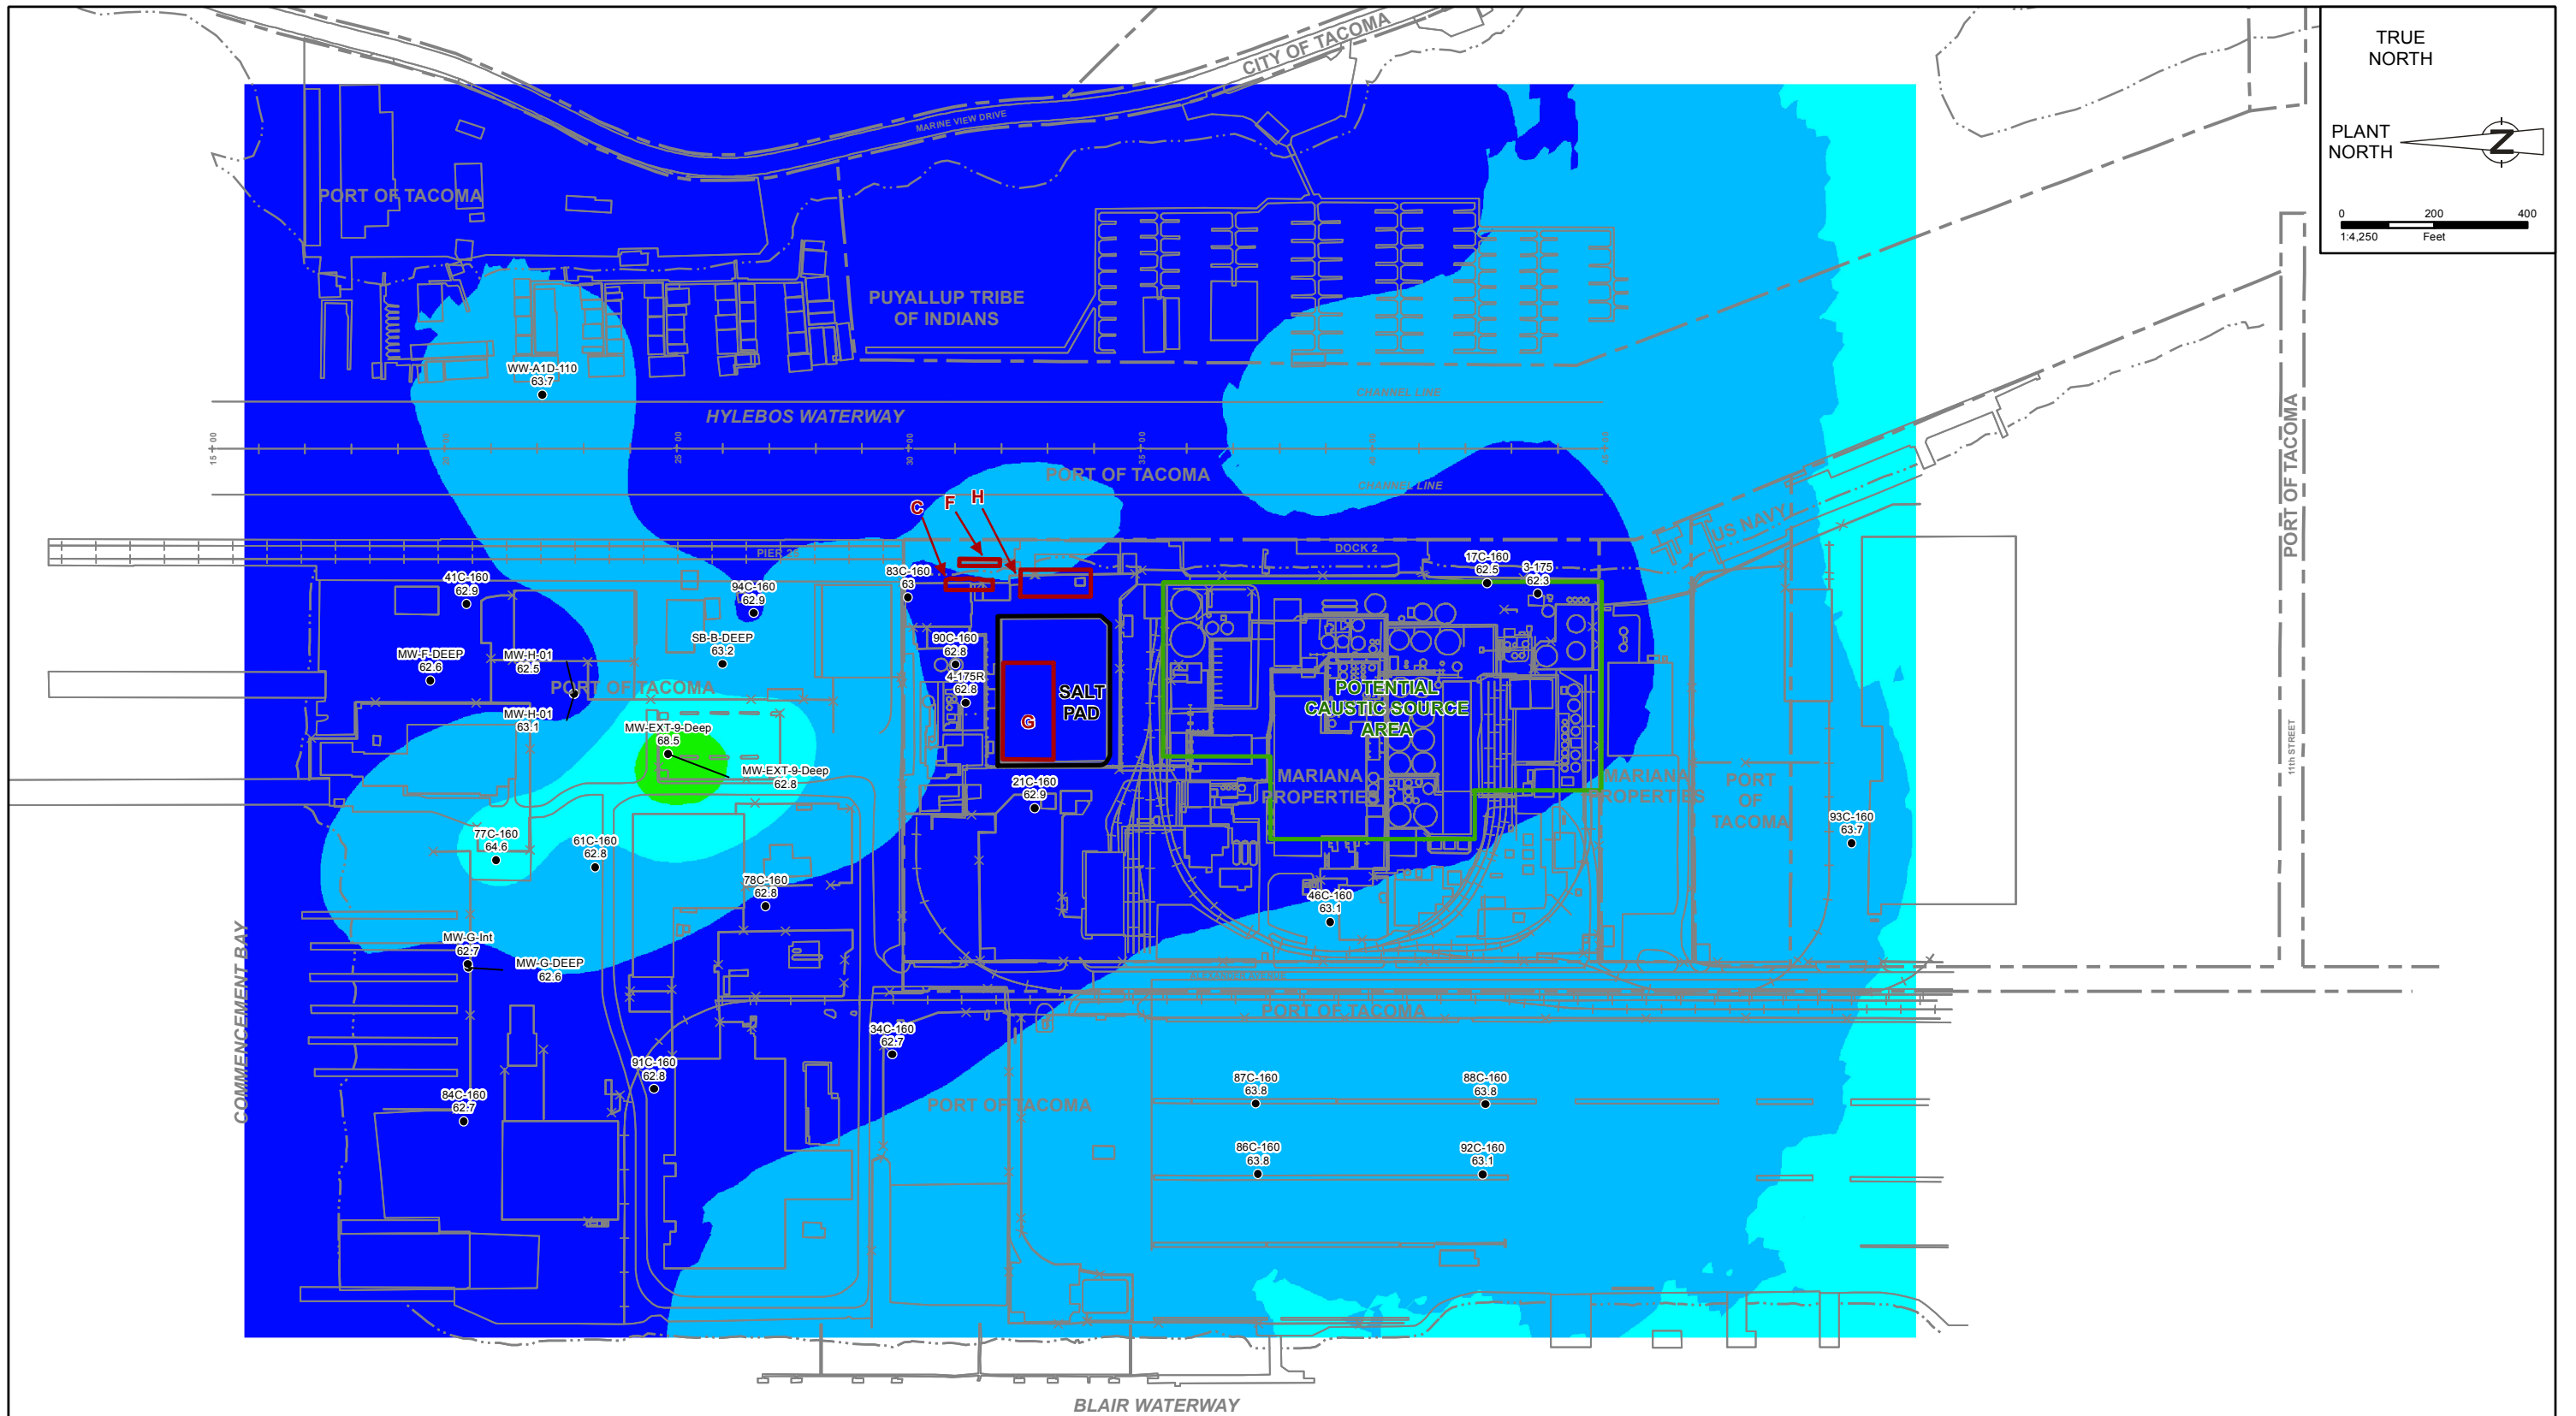 TRUE
NORTH
PLANT
NORTH
Z
0 200 400
1:4,250 Feet
CITY OF TACOMA
MARINE VIEW DRIVE
PORT OF TACOMA
PUYALLUP TRIBE
OF INDIANS
WW-A1D-110
63.7
CHANNEL LINE
HYLEBOS WATERWAY
15+00
25+00
30+00
35+00
PORT OF TACOMA
CHANNEL LINE
C
F
H
US NAVY
PORT OF TACOMA
11th STREET
DOCK 2
41C-160
62.9
94C-160
62.9
83C-160
63
17C-160
62.5
3-175
62.3
SB-B-DEEP
63.2
90C-160
62.8
4-175R
62.8
MW-F-DEEP
62.6
MW-H-01
62.5
PORT OF TACOMA
MW-H-01
63.1
SALT
PAD
G
POTENTIAL
CAUSTIC SOURCE
AREA
MW-EXT-9-Deep
68.5
MW-EXT-9-Deep
62.8
21C-160
62.9
MARIANA
PROPERTIES
MARIANA
PROPERTIES
PORT
OF
TACOMA
93C-160
63.7
77C-160
64.6
61C-160
62.8
78C-160
62.8
46C-160
63.1
MW-G-Int
62.7
MW-G-DEEP
62.6
COMMENCEMENT BAY
PORT OF TACOMA
34C-160
62.7
91C-160
62.8
84C-160
62.7
PORT OF TACOMA
87C-160
63.8
88C-160
63.8
86C-160
63.8
92C-160
63.1
BLAIR WATERWAY